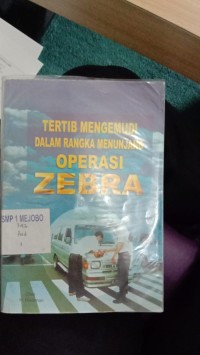 TERTIB MENGEMUDI
DALAM RANGKA MENUNJANG
OPERASI
ZEBRA
SMP 1 MEJOBO